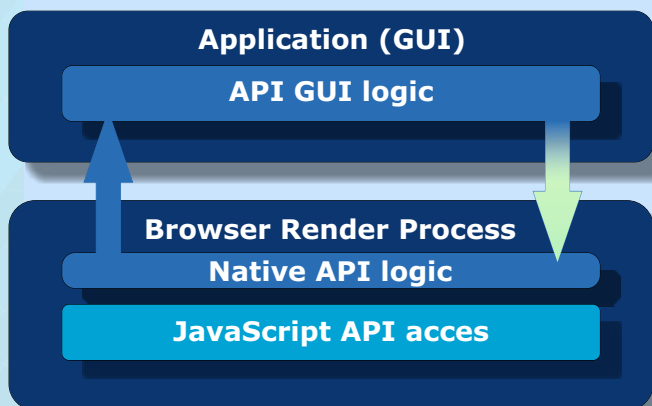 Application (GUI)
API GUI logic
Browser Render Process
Native API logic
JavaScript API acces